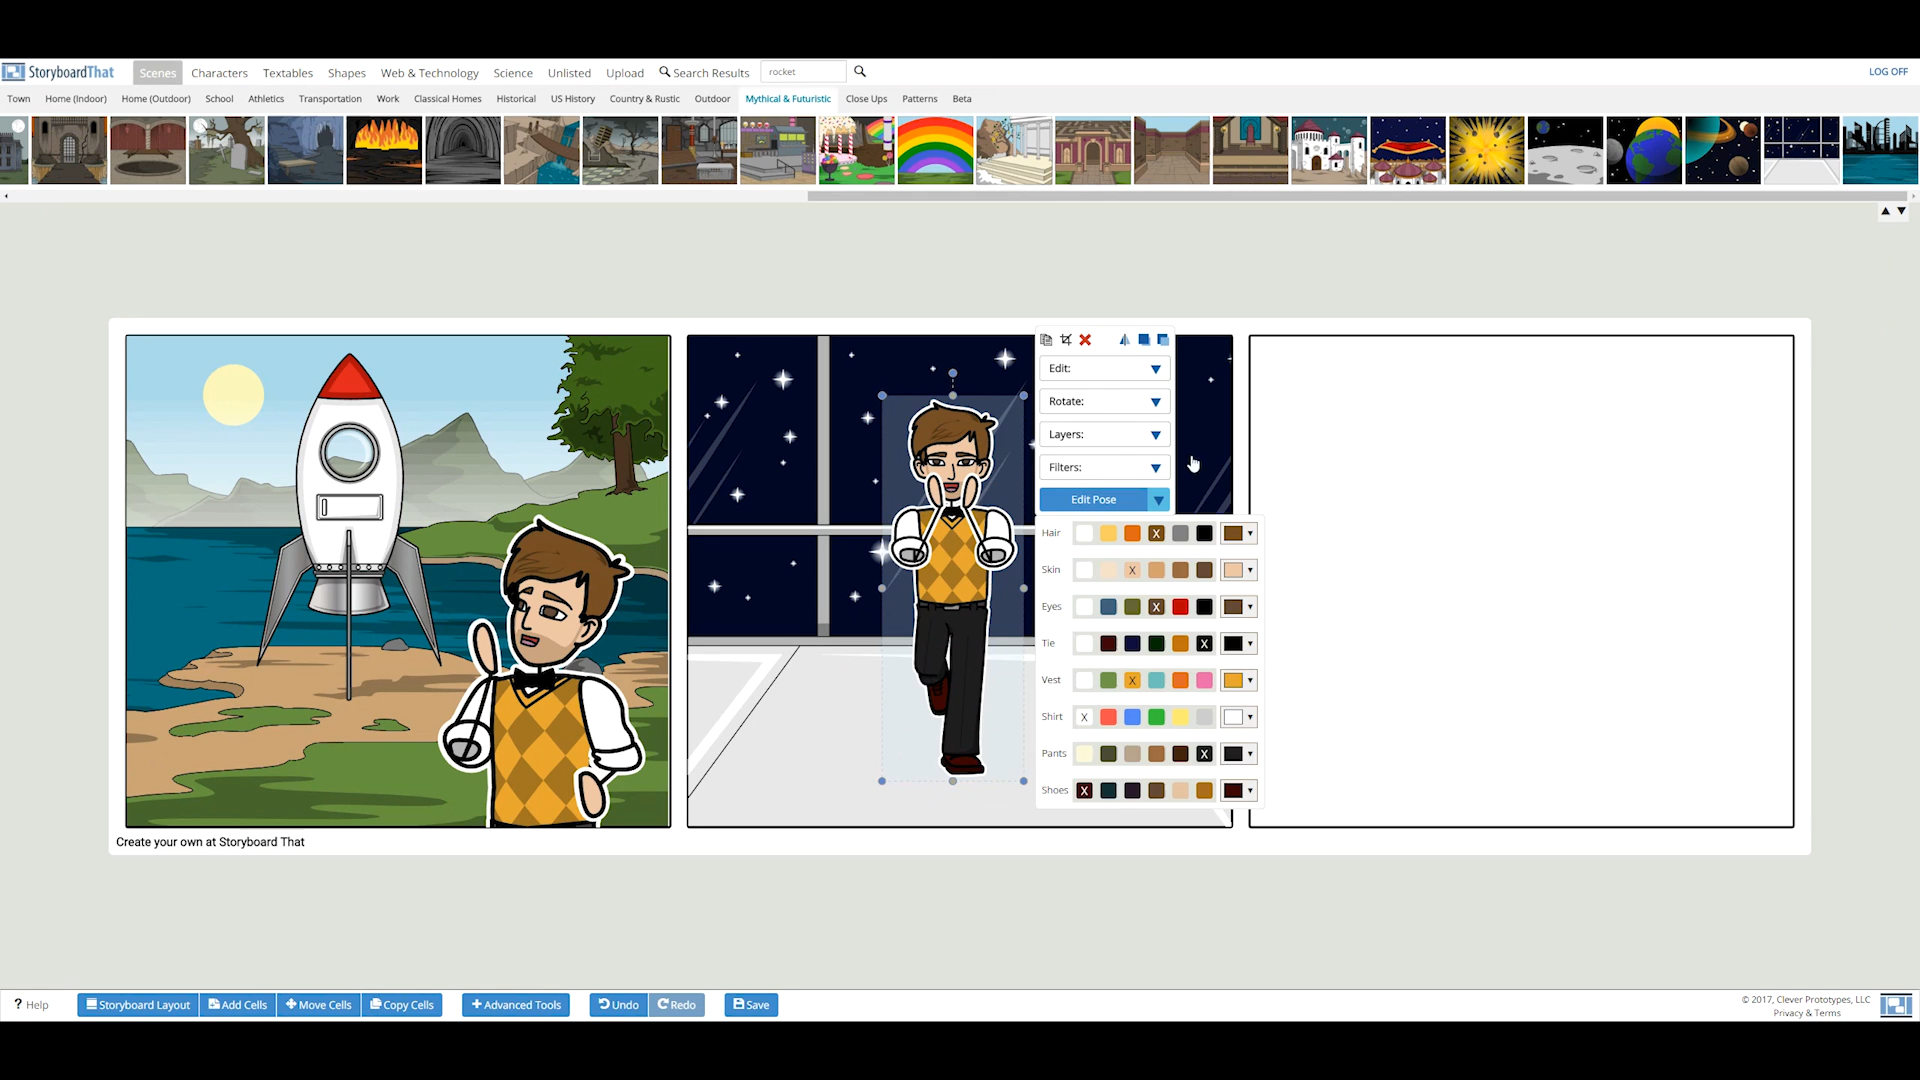 StoryboardThat
Scenes Characters Textables Shapes Web & Technology Science Unlisted Upload Search Results rocket LOG OFF
Town Home (Indoor) Home (Outdoor) School Athletics Transportation Work Classical Homes Historical US History Country & Rustic Outdoor Mythical & Futuristic Close Ups Patterns Beta
Edit:
Rotate:
Layers:
Filters:
Edit Pose
Hair X
Skin X
Eyes X
Tie X
Vest X
Shirt X
Pants X
Shoes X
Create your own at Storyboard That
? Help Storyboard Layout Add Cells Move Cells Copy Cells Advanced Tools Undo Redo Save
© 2017, Clever Prototypes, LLC
Privacy & Terms